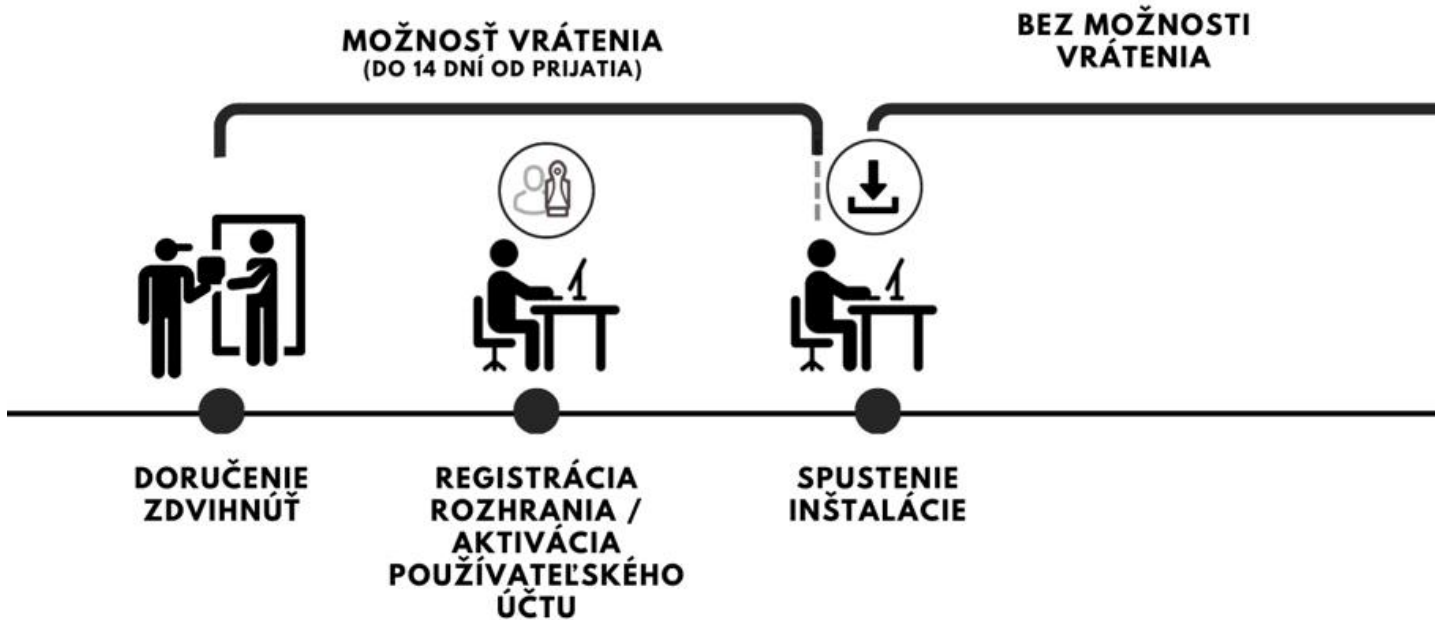 MOŽNOSŤ VRÁTENIA
(DO 14 DNÍ OD PRIJATIA)
BEZ MOŽNOSTI
VRÁTENIA
DORUČENIE
ZDVIHNÚŤ
REGISTRÁCIA
ROZHRANIA /
AKTIVÁCIA
POUŽÍVATEĽSKÉHO
ÚČTU
SPUSTENIE
INŠTALÁCIE